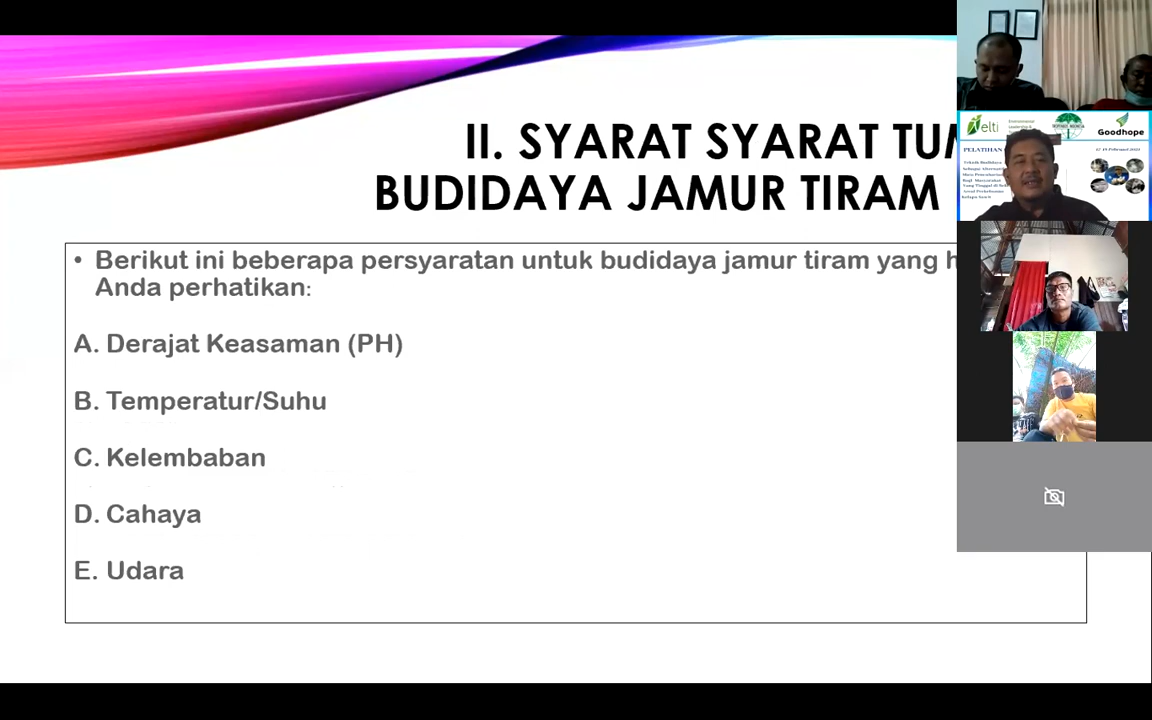 II. SYARAT SYARAT
BUDIDAYA JAMUR TIRAM
• Berikut ini beberapa persyaratan untuk budidaya jamur tiram yang
Anda perhatikan:
A. Derajat Keasaman (PH)
B. Temperatur/Suhu
C. Kelembaban
D. Cahaya
E. Udara
elti
Goodhope
PELATIHAN